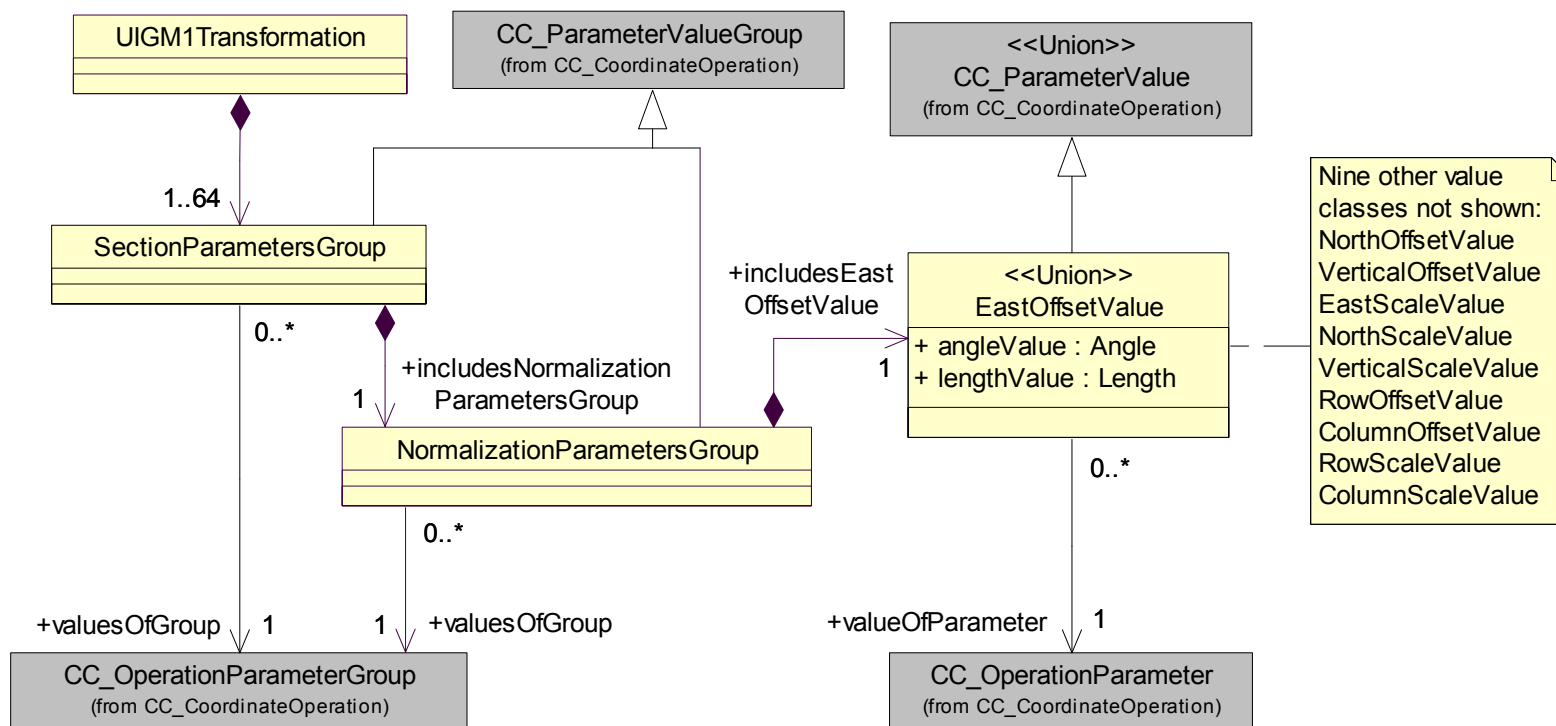 UIGM1Transformation
CC_ParameterValueGroup
(from CC_CoordinateOperation)
<<Union>>
CC_ParameterValue
(from CC_CoordinateOperation)
1..64
SectionParametersGroup
0..*
+includesNormalization
ParametersGroup
1
NormalizationParametersGroup
0..*
+includesEast
OffsetValue
1
<<Union>>
EastOffsetValue
+ angleValue : Angle
+ lengthValue : Length
0..*
Nine other value
classes not shown:
NorthOffsetValue
VerticalOffsetValue
EastScaleValue
NorthScaleValue
VerticalScaleValue
RowOffsetValue
ColumnOffsetValue
RowScaleValue
ColumnScaleValue
+valuesOfGroup
1
1
+valuesOfGroup
+valueOfParameter
1
CC_OperationParameterGroup
(from CC_CoordinateOperation)
CC_OperationParameter
(from CC_CoordinateOperation)